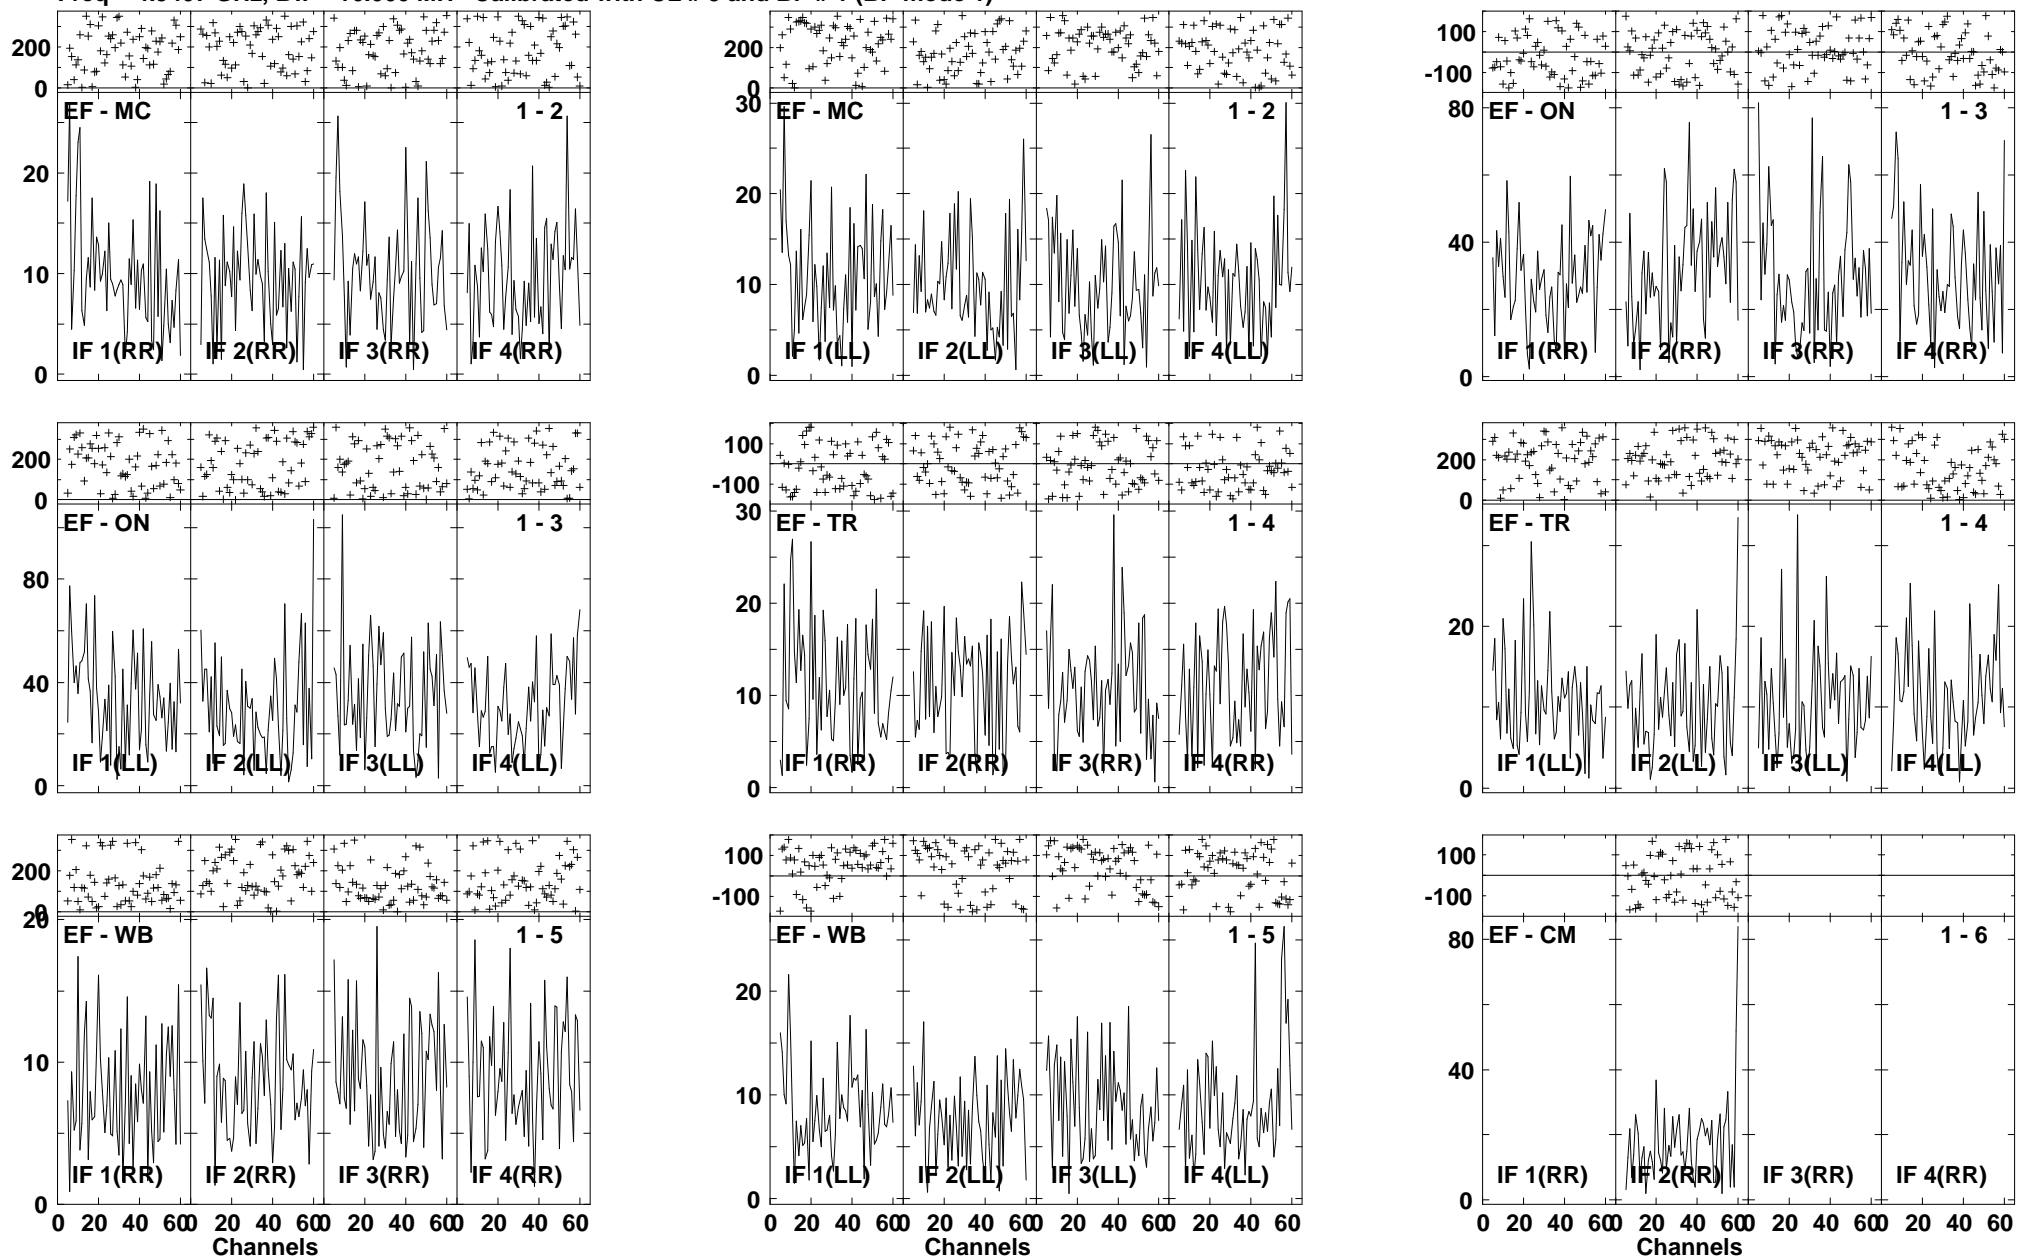 200
0
EF - MC
1 - 2
20
10
0
IF 1(RR)
IF 2(RR)
IF 3(RR)
IF 4(RR)
200
0
30
EF - MC
1 - 2
20
10
0
IF 1(LL)
IF 2(LL)
IF 3(LL)
IF 4(LL)
100
-100
80
EF - ON
1 - 3
40
0
IF 1(RR)
IF 2(RR)
IF 3(RR)
IF 4(RR)
200
0
EF - ON
1 - 3
80
40
0
IF 1(LL)
IF 2(LL)
IF 3(LL)
IF 4(LL)
100
-100
30
EF - TR
1 - 4
20
10
0
IF 1(RR)
IF 2(RR)
IF 3(RR)
IF 4(RR)
200
0
EF - TR
1 - 4
20
0
IF 1(LL)
IF 2(LL)
IF 3(LL)
IF 4(LL)
200
0
20
EF - WB
1 - 5
10
0
IF 1(RR)
IF 2(RR)
IF 3(RR)
IF 4(RR)
0 20 40 60 0 20 40 60 0 20 40 60 0 20 40 60
Channels
100
-100
EF - WB
1 - 5
20
10
0
IF 1(LL)
IF 2(LL)
IF 3(LL)
IF 4(LL)
0 20 40 60 0 20 40 60 0 20 40 60 0 20 40 60
Channels
100
-100
80
EF - CM
1 - 6
40
0
IF 1(RR)
IF 2(RR)
IF 3(RR)
IF 4(RR)
0 20 40 60 0 20 40 60 0 20 40 60 0 20 40 60
Channels